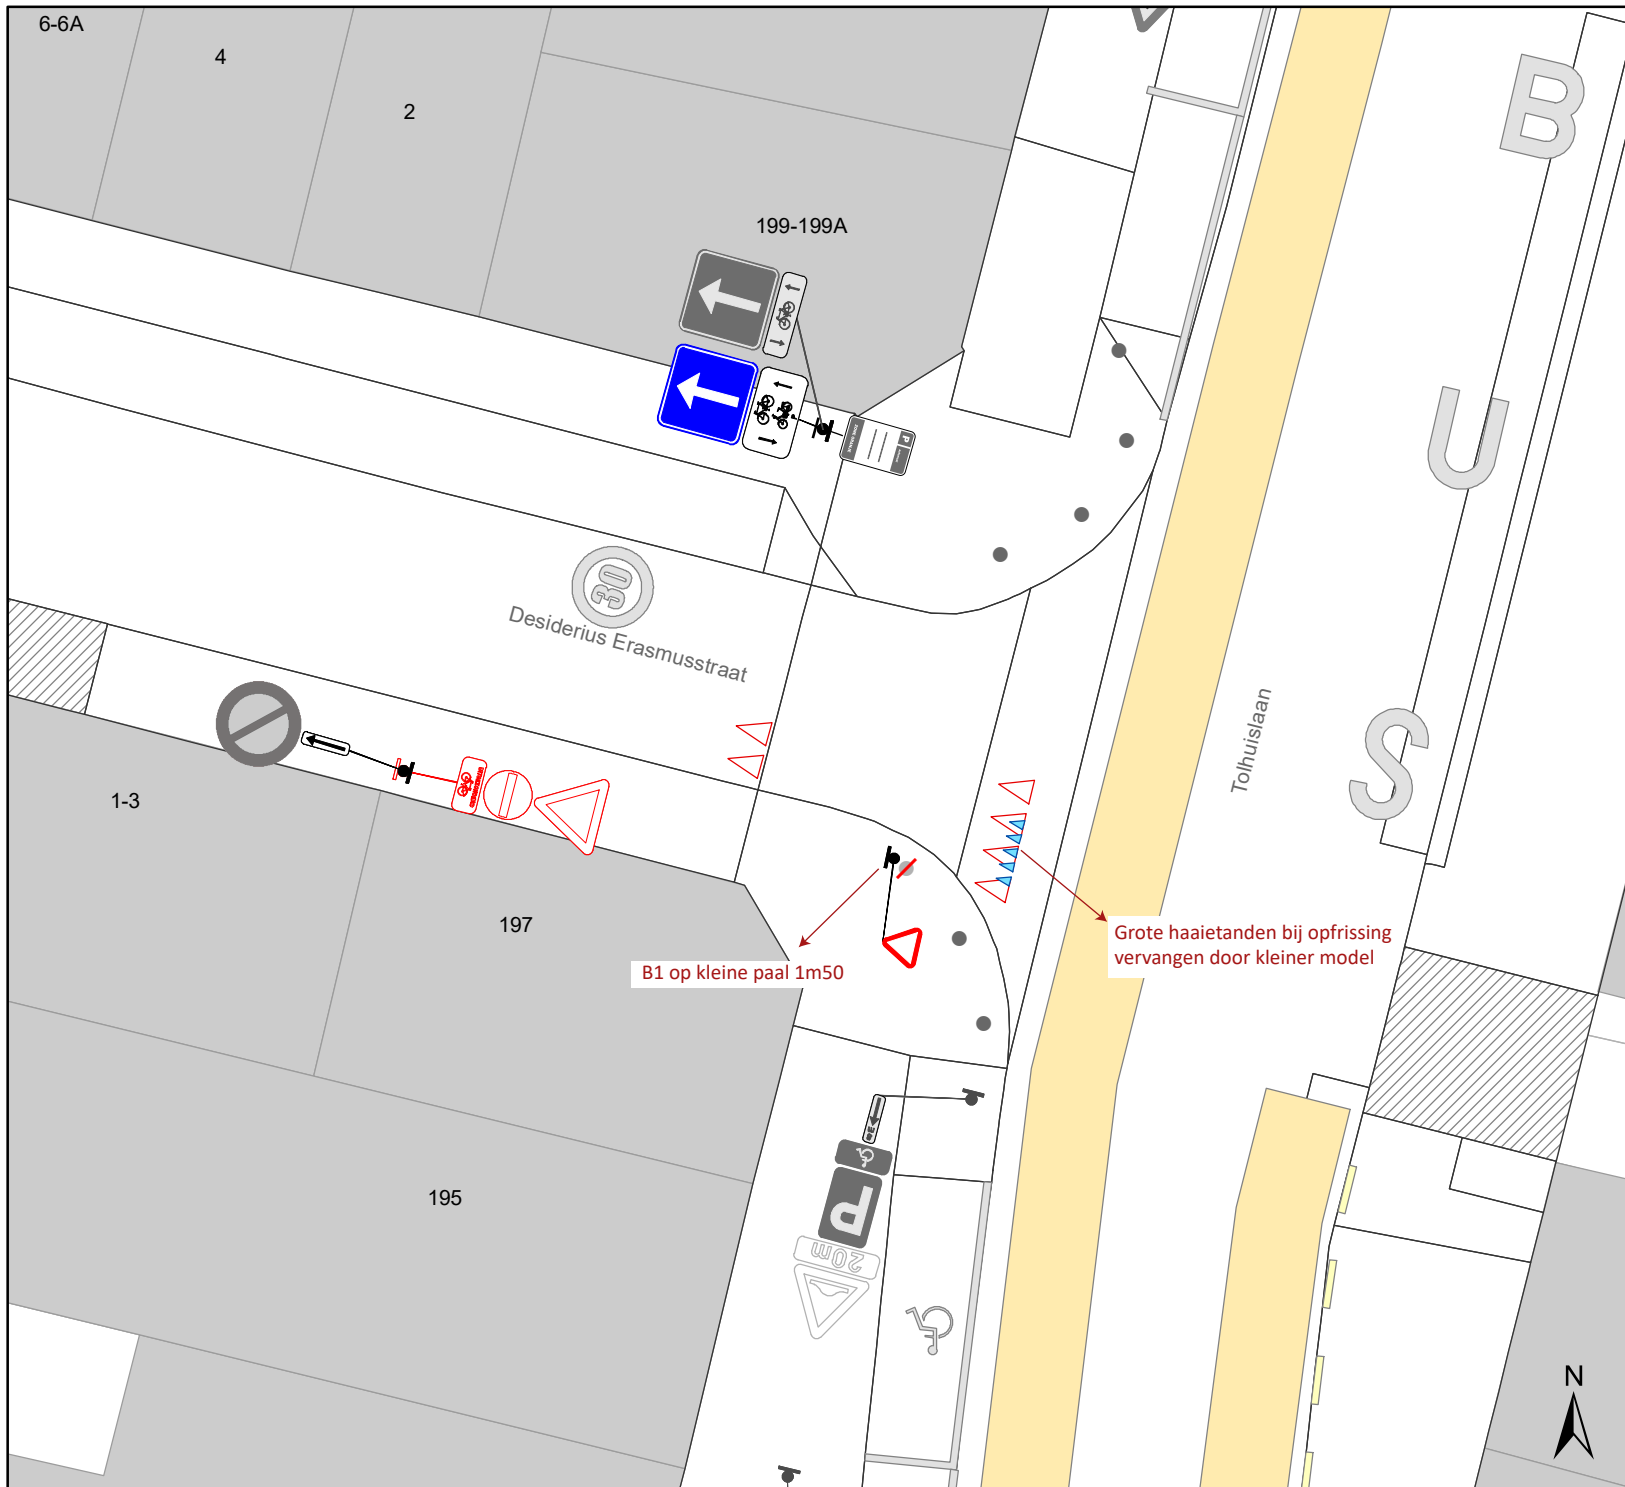 6-6A
4
2
199-199A
B
U
S
P
30
Desiderius Erasmusstraat
Tolhuislaan
1-3
197
B1 op kleine paal 1m50
Grote haaietanden bij opfrissing
vervangen door kleiner model
195
P
20m
N